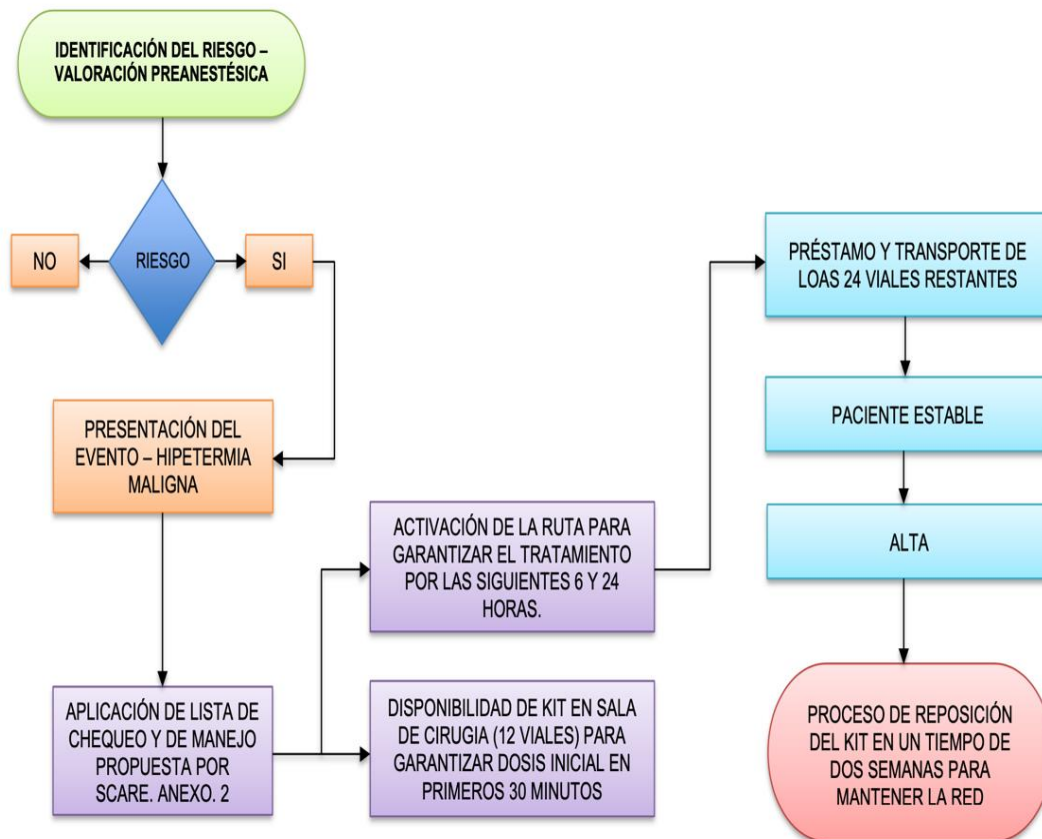 IDENTIFICACIÓN DEL RIESGO –
VALORACIÓN PREANESTÉSICA
NO
RIESGO
SI
PRESENTACIÓN DEL
EVENTO – HIPETERMIA
MALIGNA
APLICACIÓN DE LISTA DE
CHEQUEO Y DE MANEJO
PROPUESTA POR
SCARE. ANEXO. 2
ACTIVACIÓN DE LA RUTA PARA
GARANTIZAR EL TRATAMIENTO
POR LAS SIGUIENTES 6 Y 24
HORAS.
DISPONIBILIDAD DE KIT EN SALA
DE CIRUGIA (12 VIALES) PARA
GARANTIZAR DOSIS INICIAL EN
PRIMEROS 30 MINUTOS
PRÉSTAMO Y TRANSPORTE DE
LOAS 24 VIALES RESTANTES
PACIENTE ESTABLE
ALTA
PROCESO DE REPOSICIÓN
DEL KIT EN UN TIEMPO DE
DOS SEMANAS PARA
MANTENER LA RED